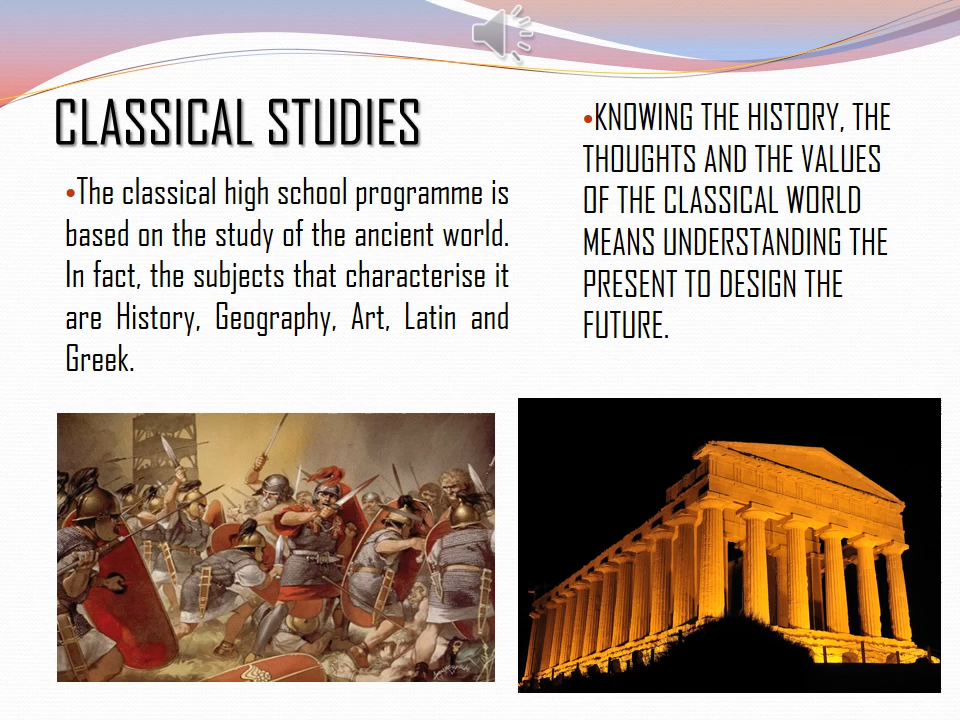 CLASSICAL STUDIES
•The classical high school programme is
based on the study of the ancient world.
In fact, the subjects that characterise it
are History, Geography, Art, Latin and
Greek.
•KNOWING THE HISTORY, THE
THOUGHTS AND THE VALUES
OF THE CLASSICAL WORLD
MEANS UNDERSTANDING THE
PRESENT TO DESIGN THE
FUTURE.